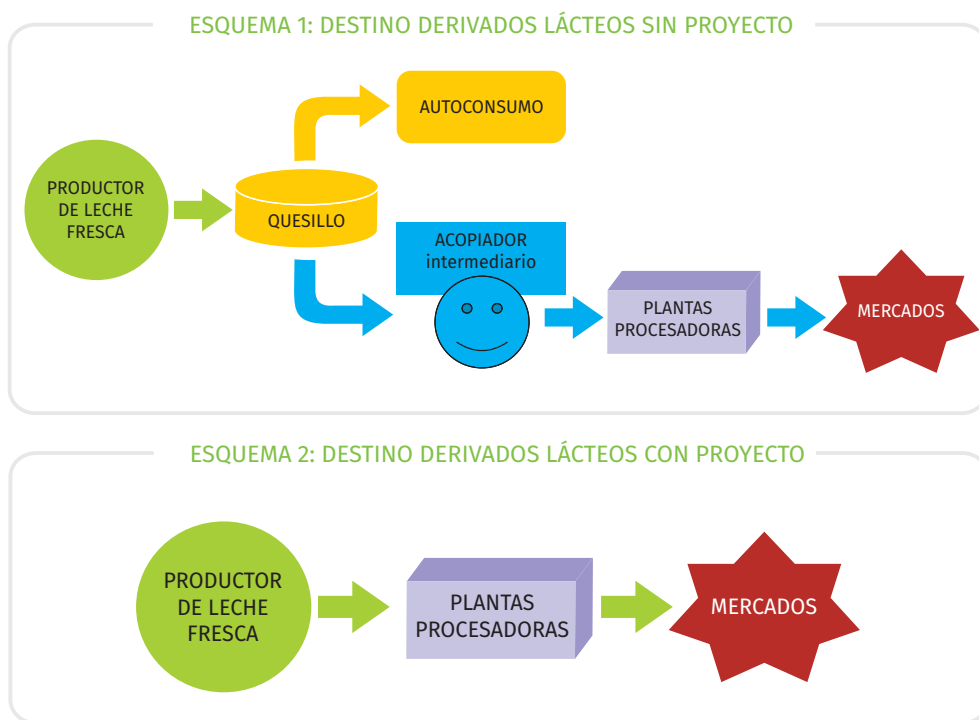 ESQUEMA 1: DESTINO DERIVADOS LÁCTEOS SIN PROYECTO
AUTOCONSUMO
PRODUCTOR
DE LECHE
FRESCA
QUESILLO
ACOPIADOR
intermediario
PLANTAS
PROCESADORAS
MERCADOS
ESQUEMA 2: DESTINO DERIVADOS LÁCTEOS CON PROYECTO
PRODUCTOR
DE LECHE
FRESCA
PLANTAS
PROCESADORAS
MERCADOS